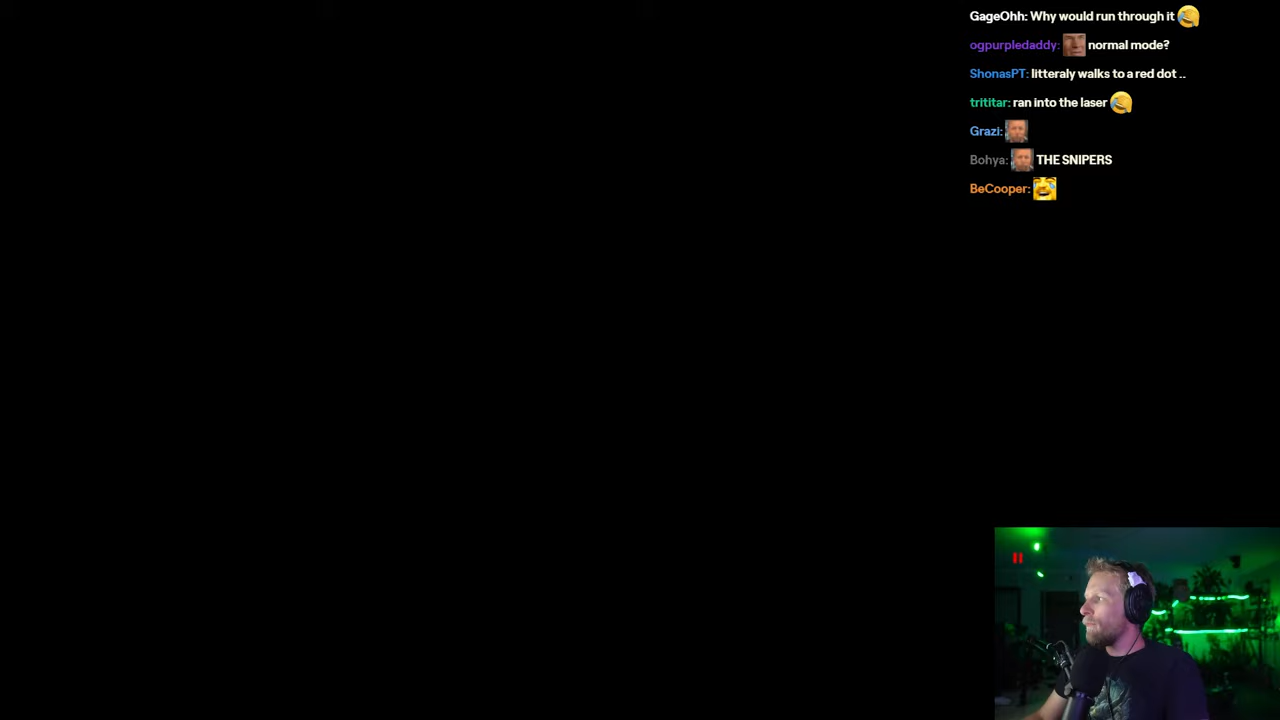 GageOhh: Why would run through it
ogpurpledaddy: normal mode?
ShonasPT: litteraly walks to a red dot ..
trititar: ran into the laser
Grazi:
Bohya: THE SNIPERS
BeCooper: